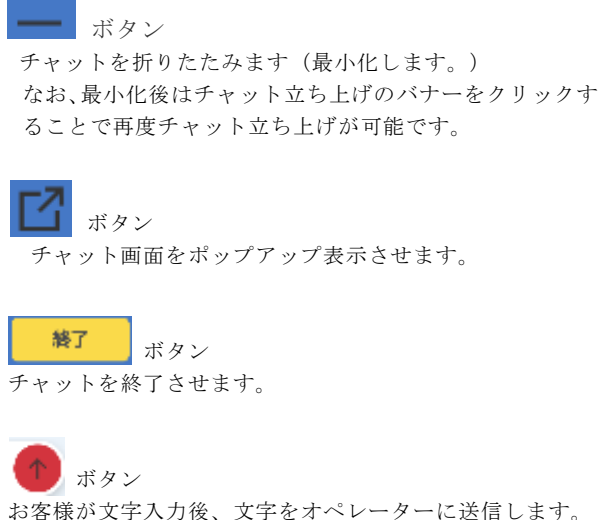 ボタン
チャットを折りたたみます（最小化します。）
なお、最小化後はチャット立ち上げのバナーをクリックす
ることで再度チャット立ち上げが可能です。
ボタン
チャット画面をポップアップ表示させます。
終了 ボタン
チャットを終了させます。
ボタン
お客様が文字入力後、文字をオペレーターに送信します。